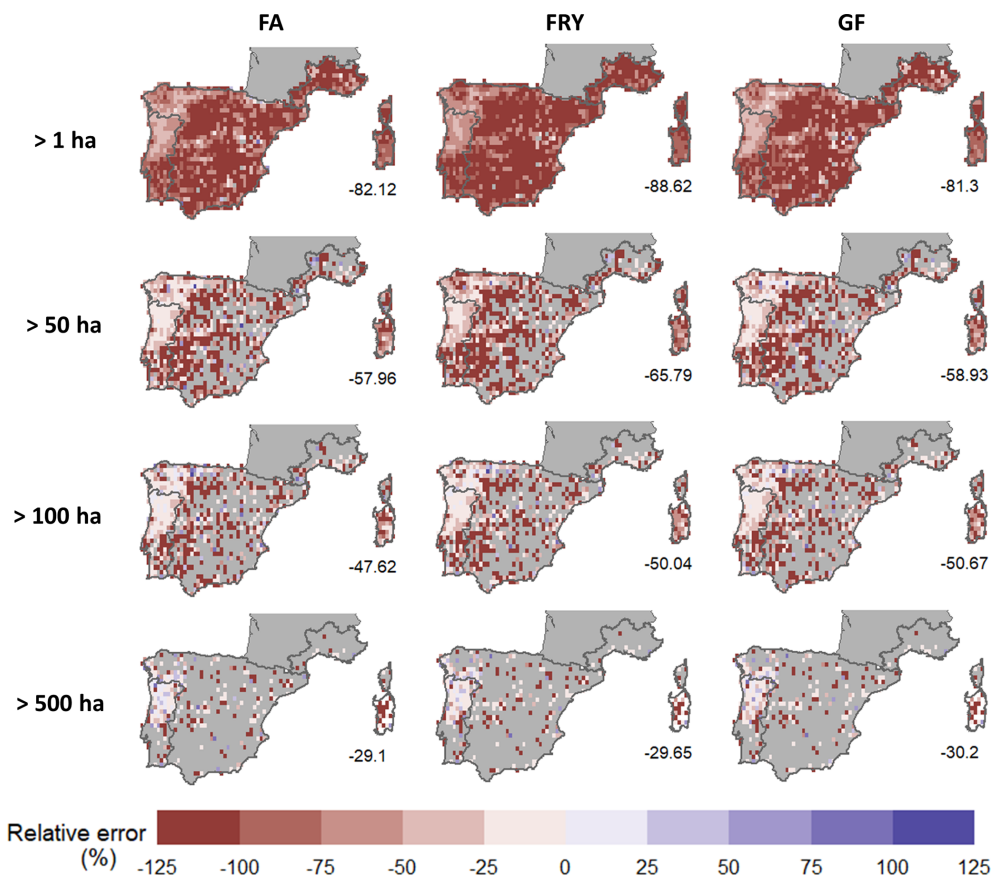 FA FRY GF
> 1 ha
-82.12 -88.62 -81.3
> 50 ha
-57.96 -65.79 -58.93
> 100 ha
-47.62 -50.04 -50.67
> 500 ha
-29.1 -29.65 -30.2
Relative error
(%)
-125 -100 -75 -50 -25 0 25 50 75 100 125